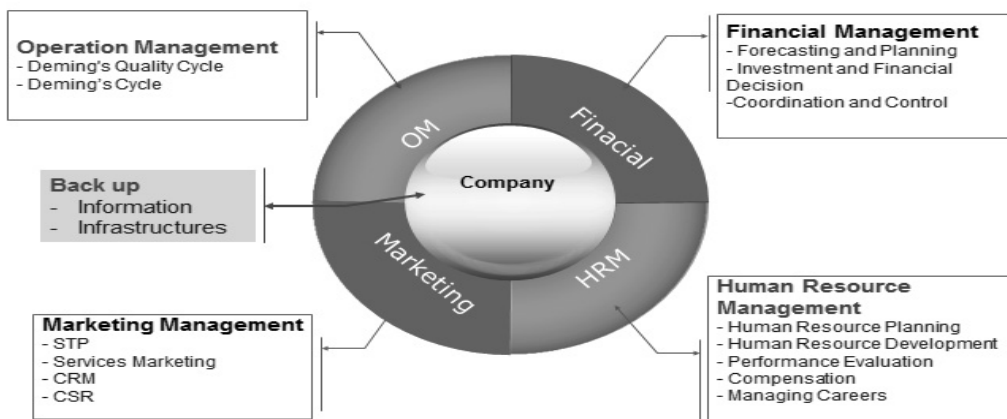 Operation Management
- Deming's Quality Cycle
- Deming's Cycle
Financial Management
- Forecasting and Planning
- Investment and Financial
Decision
-Coordination and Control
OM
Finacial
Company
Back up
- Information
- Infrastructures
Marketing
HRM
Marketing Management
- STP
- Services Marketing
- CRM
- CSR
Human Resource
Management
- Human Resource Planning
- Human Resource Development
- Performance Evaluation
- Compensation
- Managing Careers